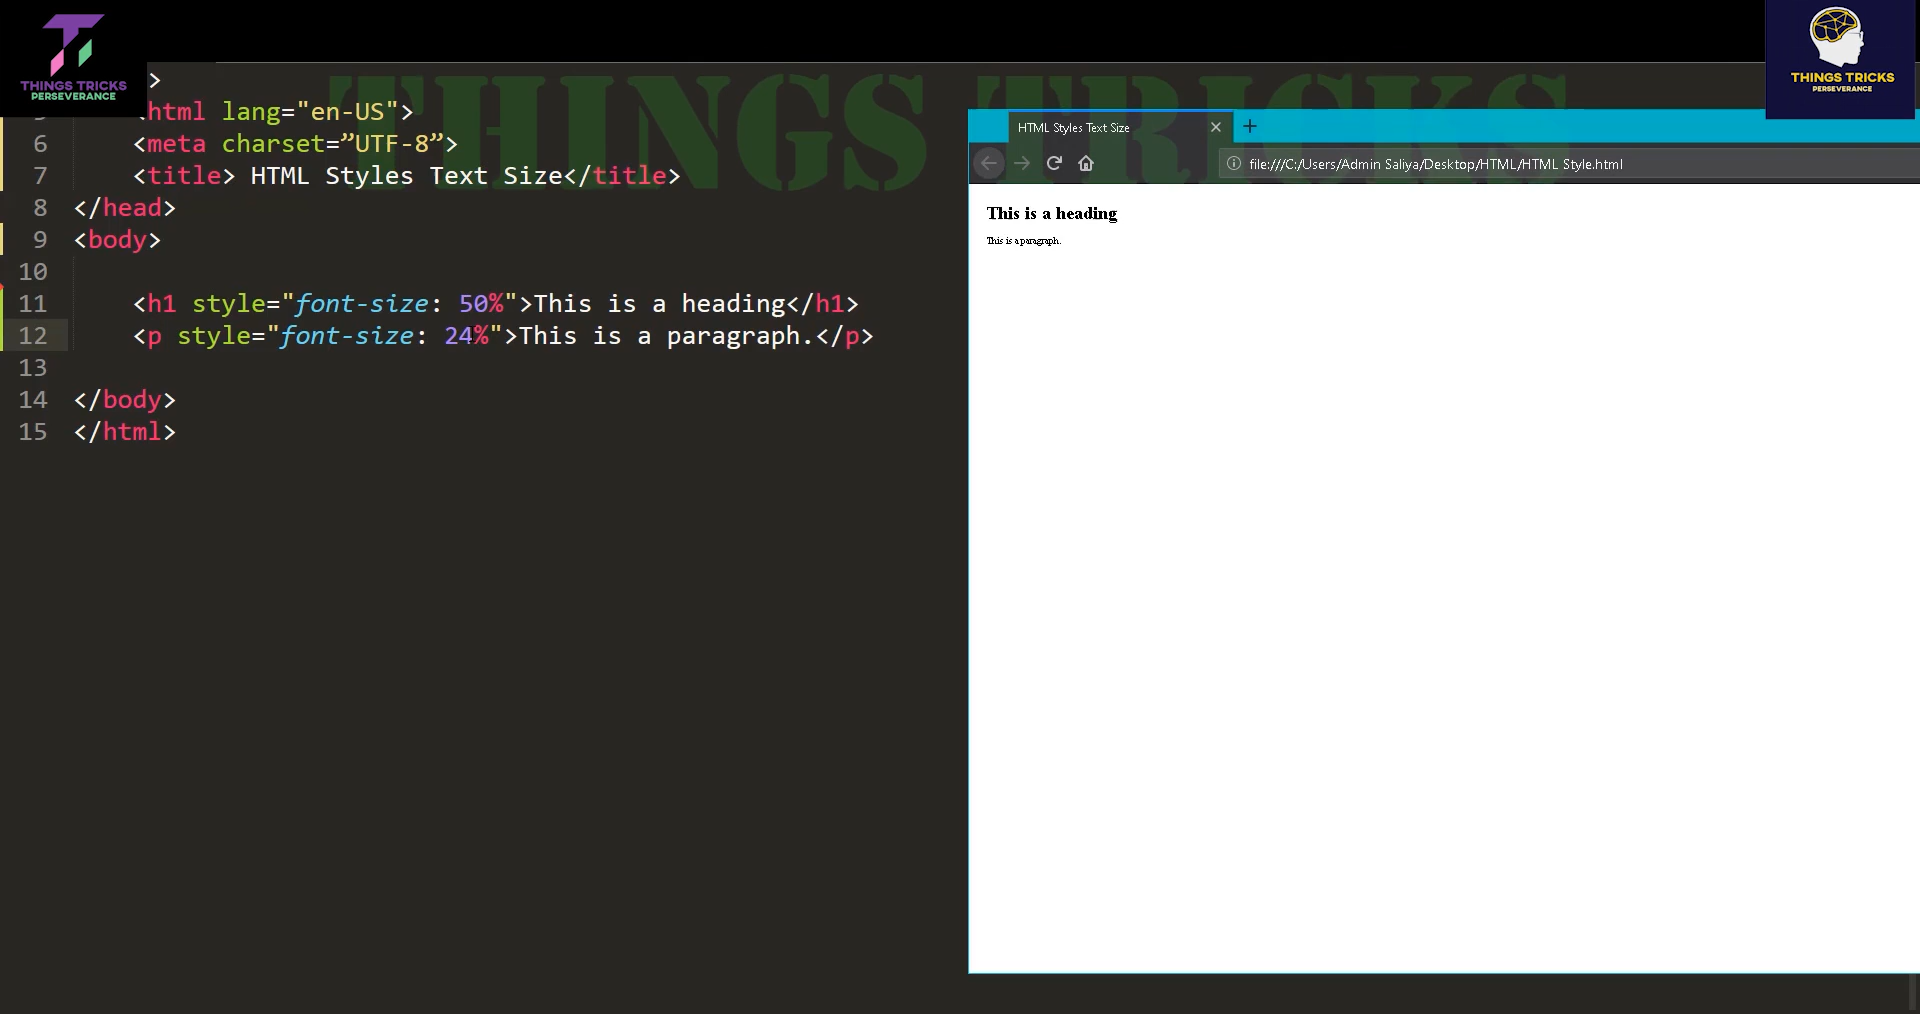 THINGS TRICKS
THINGS TRICKS
PERSEVERANCE
THINGS TRICKS
PERSEVERANCE
>
html lang="en-US">
6 <meta charset=”UTF-8”>
7 <title> HTML Styles Text Size</title>
8 </head>
9 <body>
10
11 <h1 style="font-size: 50%">This is a heading</h1>
12 <p style="font-size: 24%">This is a paragraph.</p>
13
14 </body>
15 </html>
HTML Styles Text Size
file:///C:/Users/Admin Saliya/Desktop/HTML/HTML Style.html
This is a heading
This is a paragraph.